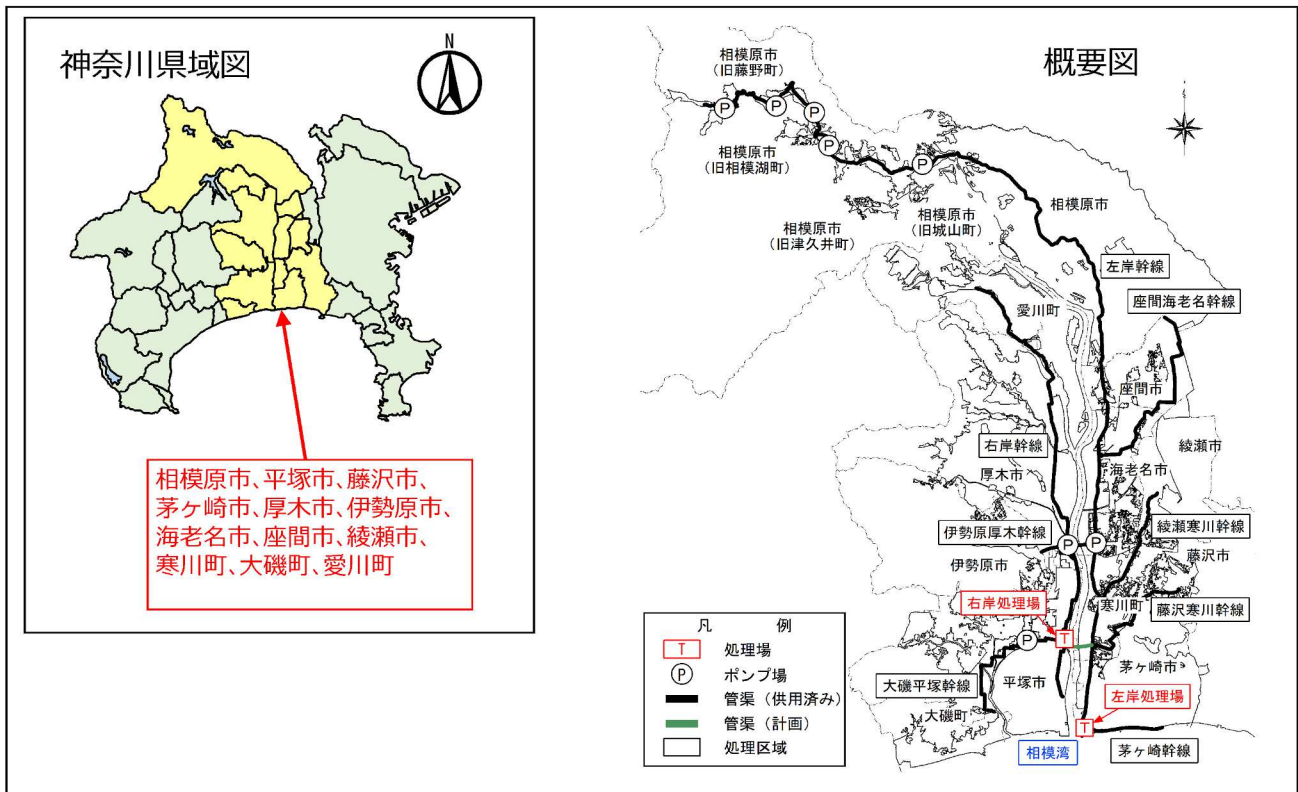 神奈川県域図
N
相模原市、平塚市、藤沢市、
茅ヶ崎市、厚木市、伊勢原市、
海老名市、座間市、綾瀬市、
寒川町、大磯町、愛川町
概要図
相模原市
(旧藤野町)
P
P
P
P
P
相模原市
(旧相模湖町)
相模原市
(旧津久井町)
相模原市
(旧城山町)
相模原市
左岸幹線
座間海老名幹線
愛川町
座間市
右岸幹線
綾瀬市
厚木市
海老名市
伊勢原厚木幹線
P
P
綾瀬寒川幹線
伊勢原市
藤沢市
右岸処理場
寒川町
藤沢寒川幹線
T
P
茅ヶ崎市
大磯平塚幹線
平塚市
左岸処理場
大磯町
T
相模湾
茅ヶ崎幹線
凡 例
T 処理場
P ポンプ場
管渠(供用済み)
管渠(計画)
処理区域